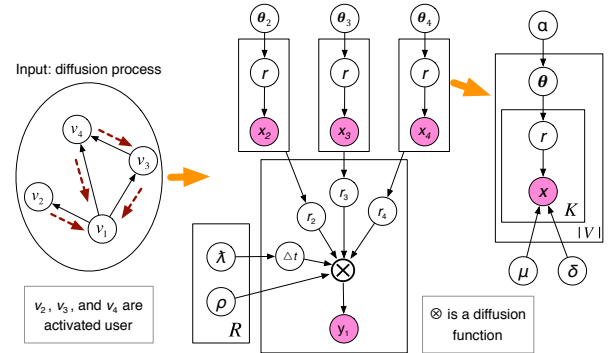 Input: diffusion process
v₄
v₃
v₂
v₁
v₂, v₃, and v₄ are
activated user
θ₂
θ₃
θ₄
r
r
r
x₂
x₃
x₄
r₂
r₃
r₄
ƛ
Δt
ρ
R
⊗
y₁
⊗ is a diffusion
function
α
θ
r
x
K
|V|
μ
δ